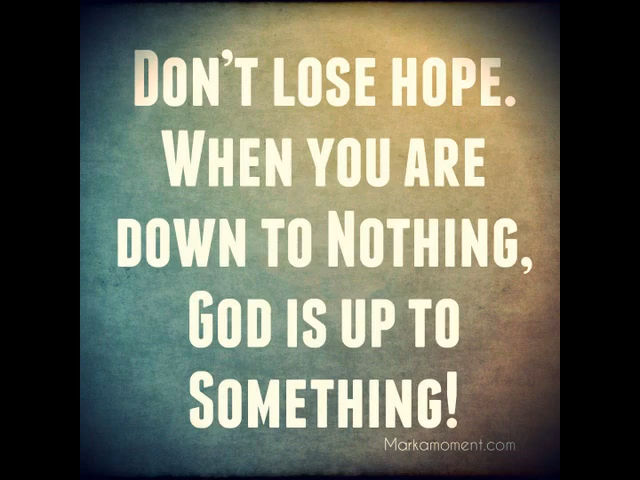 Don't lose hope.
When you are
down to Nothing,
God is up to
Something!
Markamoment.com